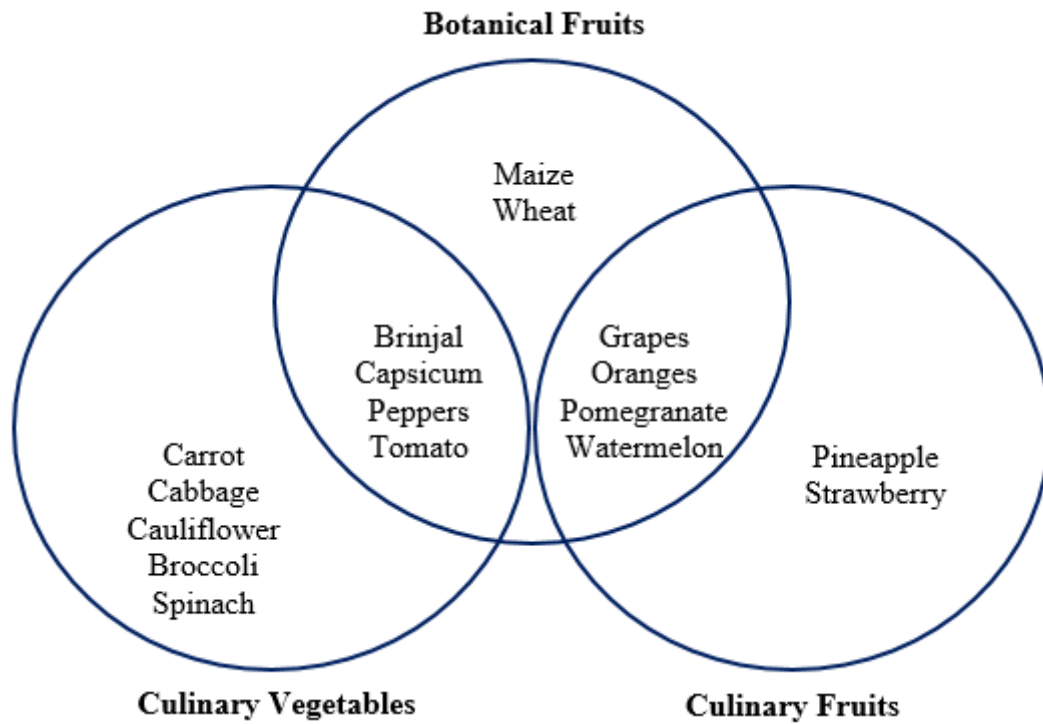 Botanical Fruits
Maize
Wheat
Brinjal
Capsicum
Peppers
Tomato
Grapes
Oranges
Pomegranate
Watermelon
Carrot
Cabbage
Cauliflower
Broccoli
Spinach
Pineapple
Strawberry
Culinary Vegetables
Culinary Fruits